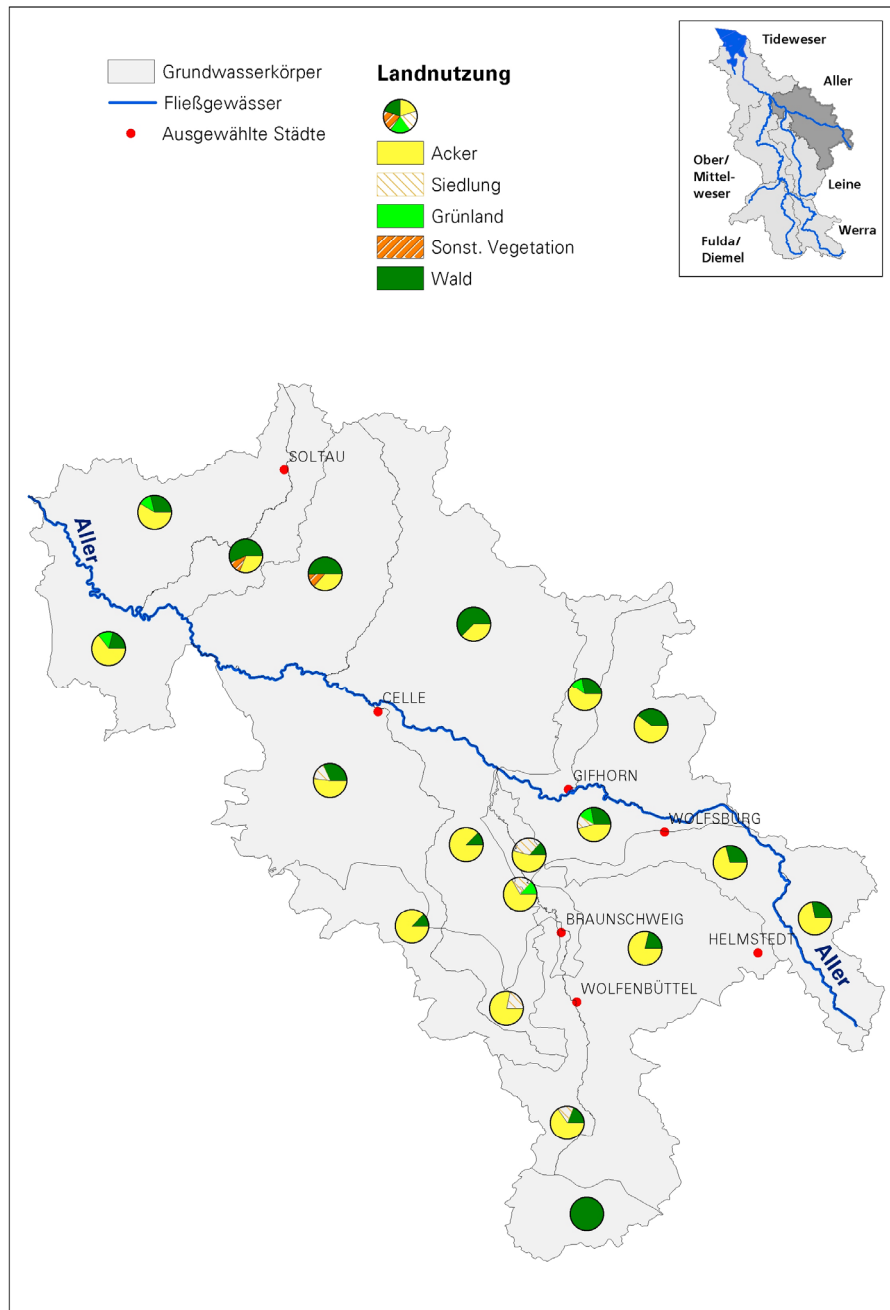 Grundwasserkörper
Fließgewässer
Ausgewählte Städte
Landnutzung
Acker
Siedlung
Grünland
Sonst. Vegetation
Wald
Tideweser
Aller
Ober/
Mittel-
weser
Leine
Werra
Fulda/
Diemel
SOLTAU
Aller
CELLE
GIFHORN
WOLFSBURG
BRAUNSCHWEIG
HELMSTEDT
Aller
WOLFENBÜTTEL